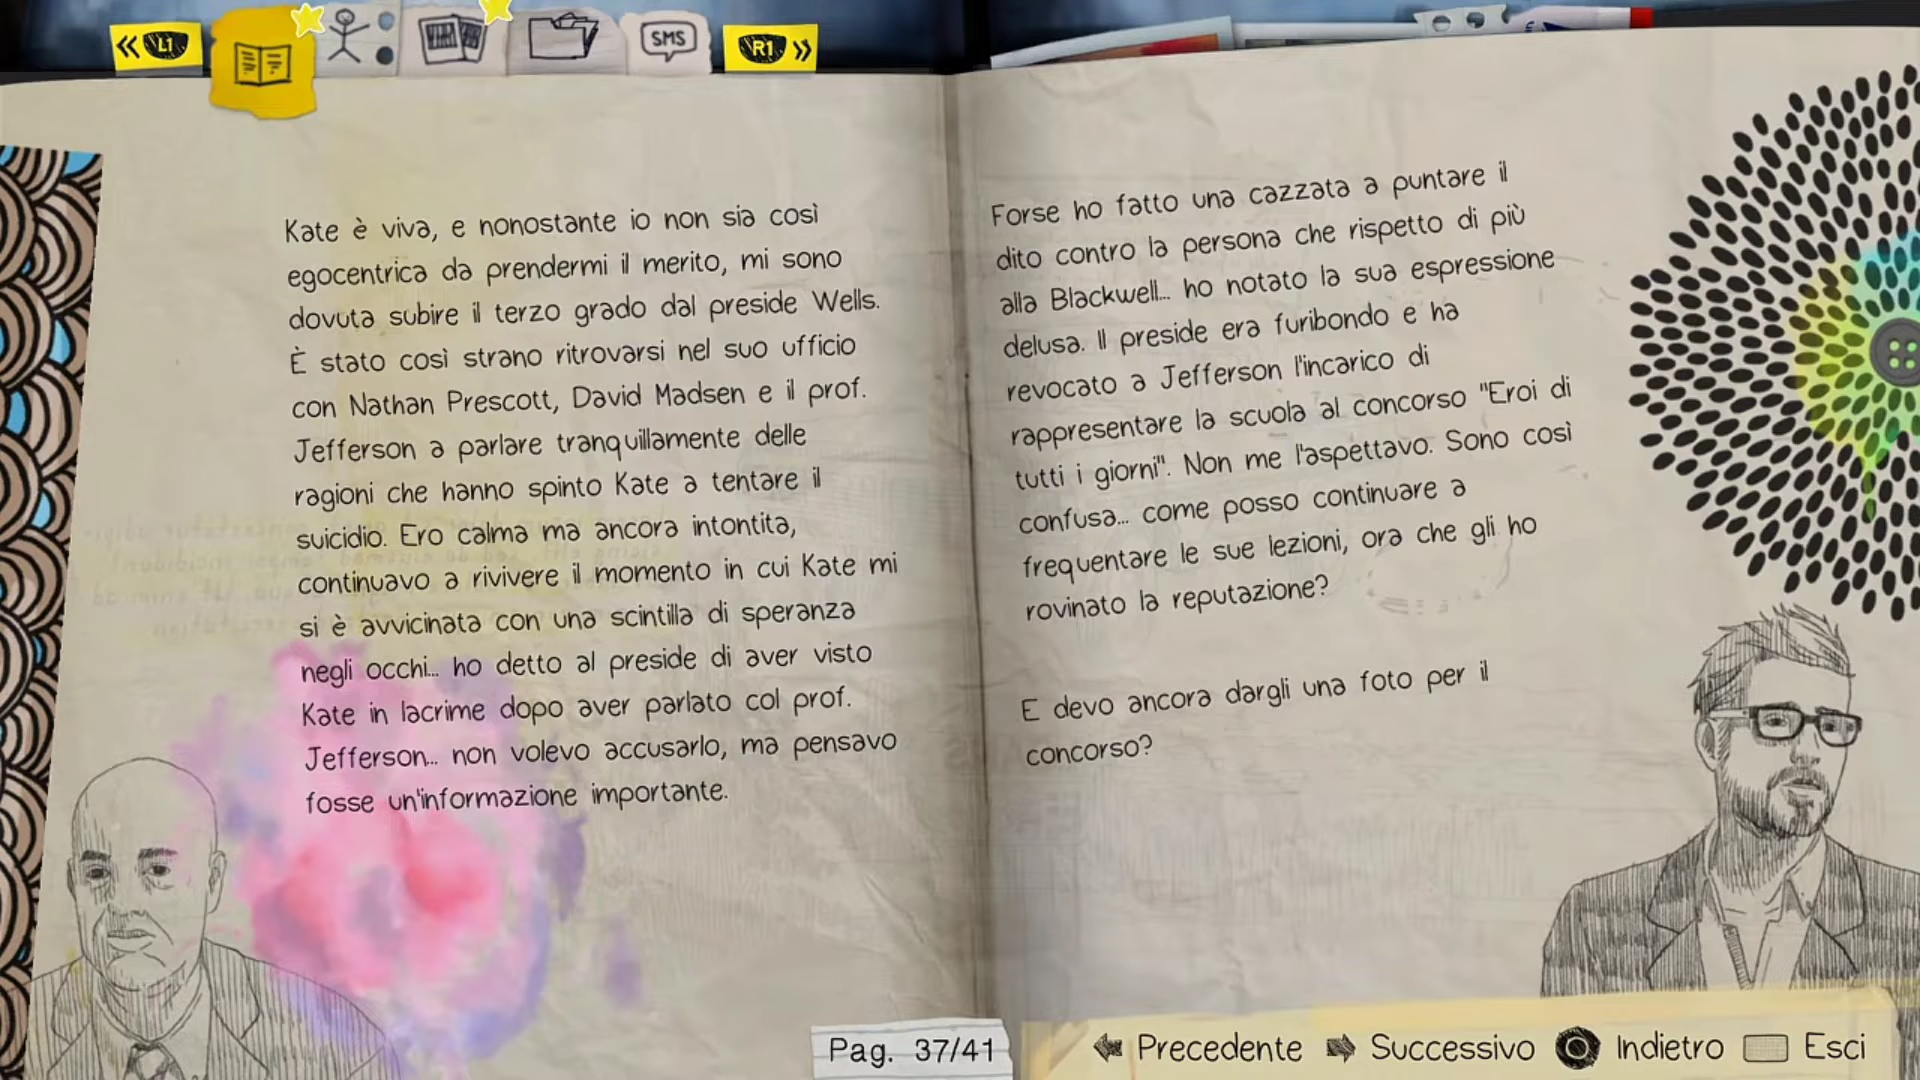 L1
SMS
R1
Kate è viva, e nonostante io non sia così
egocentrica da prendermi il merito, mi sono
dovuta subire il terzo grado dal preside Wells.
È stato così strano ritrovarsi nel suo ufficio
con Nathan Prescott, David Madsen e il prof.
Jefferson a parlare tranquillamente delle
ragioni che hanno spinto Kate a tentare il
suicidio. Ero calma ma ancora intontita,
continuavo a rivivere il momento in cui Kate mi
si è avvicinata con una scintilla di speranza
negli occhi... ho detto al preside di aver visto
Kate in lacrime dopo aver parlato col prof.
Jefferson... non volevo accusarlo, ma pensavo
fosse un'informazione importante.
Forse ho fatto una cazzata a puntare il
dito contro la persona che rispetto di più
alla Blackwell... ho notato la sua espressione
delusa. Il preside era furibondo e ha
revocato a Jefferson l'incarico di
rappresentare la scuola al concorso "Eroi di
tutti i giorni". Non me l'aspettavo. Sono così
confusa... come posso continuare a
frequentare le sue lezioni, ora che gli ho
rovinato la reputazione?
E devo ancora dargli una foto per il
concorso?
Pag. 37/41
Precedente Successivo Indietro Esci